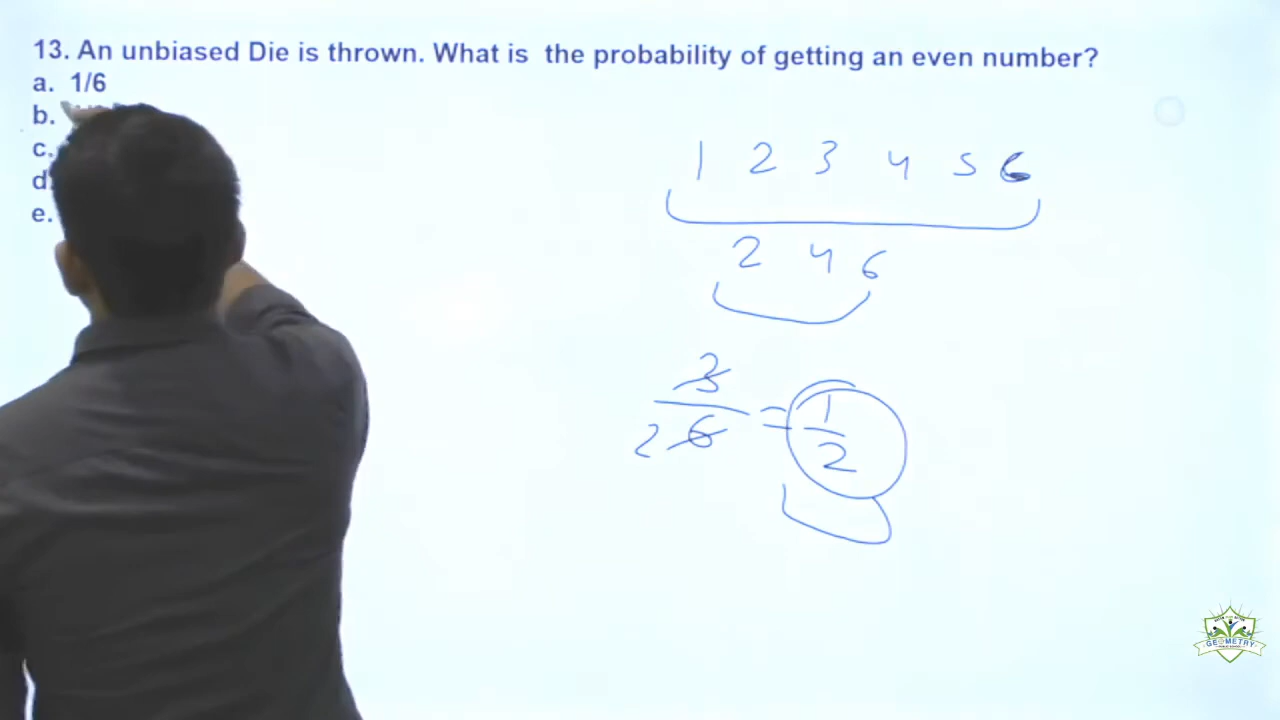 13. An unbiased Die is thrown. What is the probability of getting an even number?
a. 1/6
b.
c.
d
e.
1 2 3 4 5 6
2 4 6
3 1
2 6 = 2
GEOMETRY